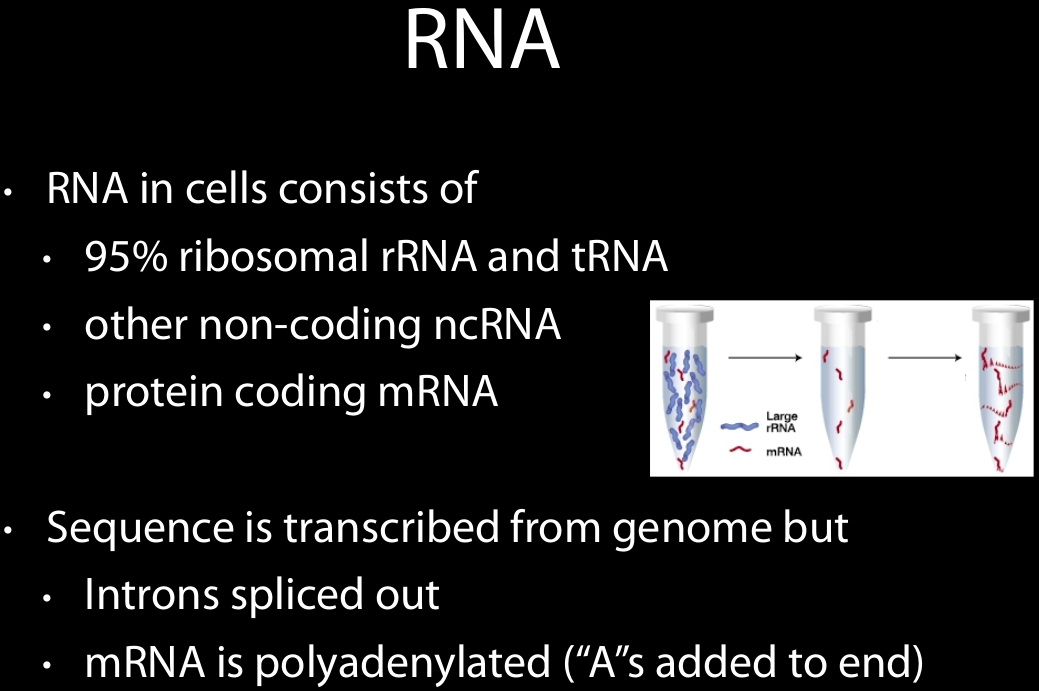 RNA
• RNA in cells consists of
• 95% ribosomal rRNA and tRNA
• other non-coding ncRNA
• protein coding mRNA
Large
rRNA
mRNA
• Sequence is transcribed from genome but
• Introns spliced out
• mRNA is polyadenylated (“A”s added to end)